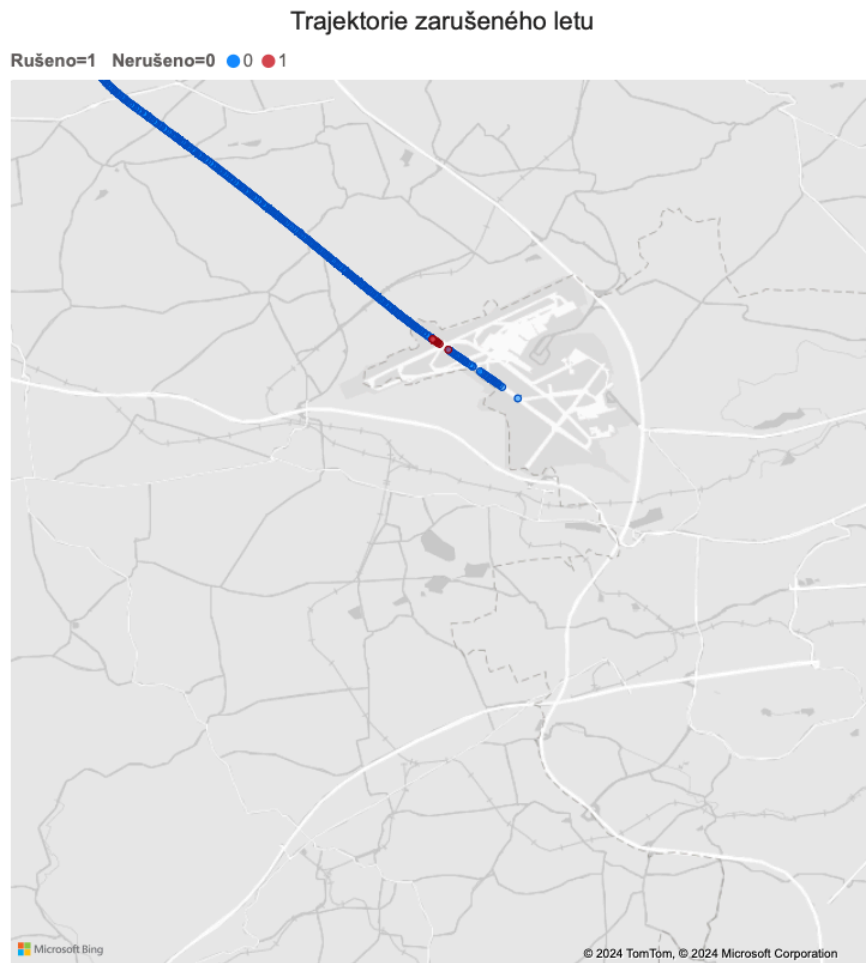 Trajektorie zarušeného letu
Rušeno=1 Nerušeno=0 0 1
Microsoft Bing
© 2024 TomTom, © 2024 Microsoft Corporation